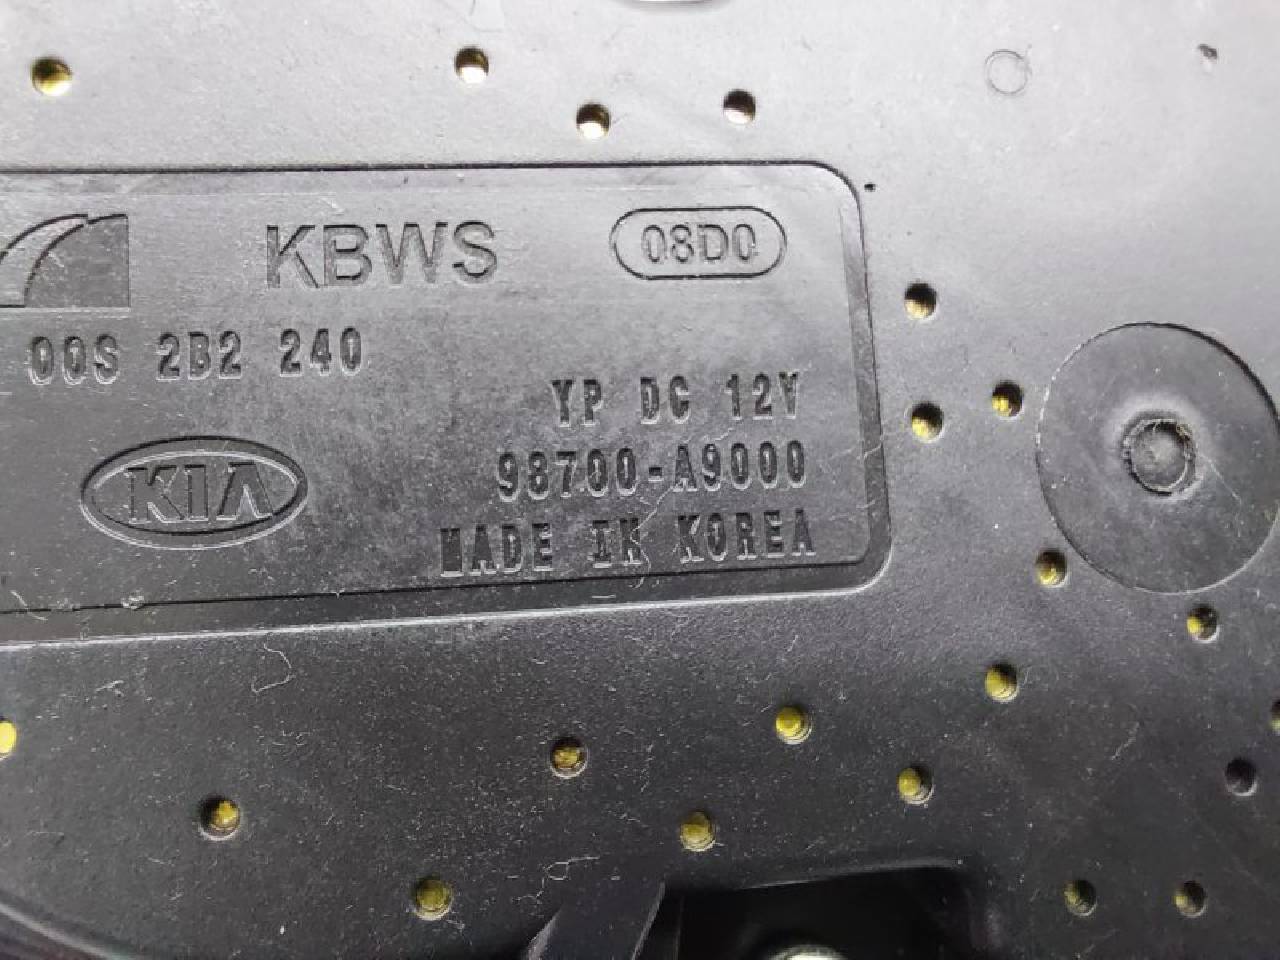 KBWS 08D0
00S 2B2 240
YP DC 12V
KIA 98700-A9000
MADE IN KOREA